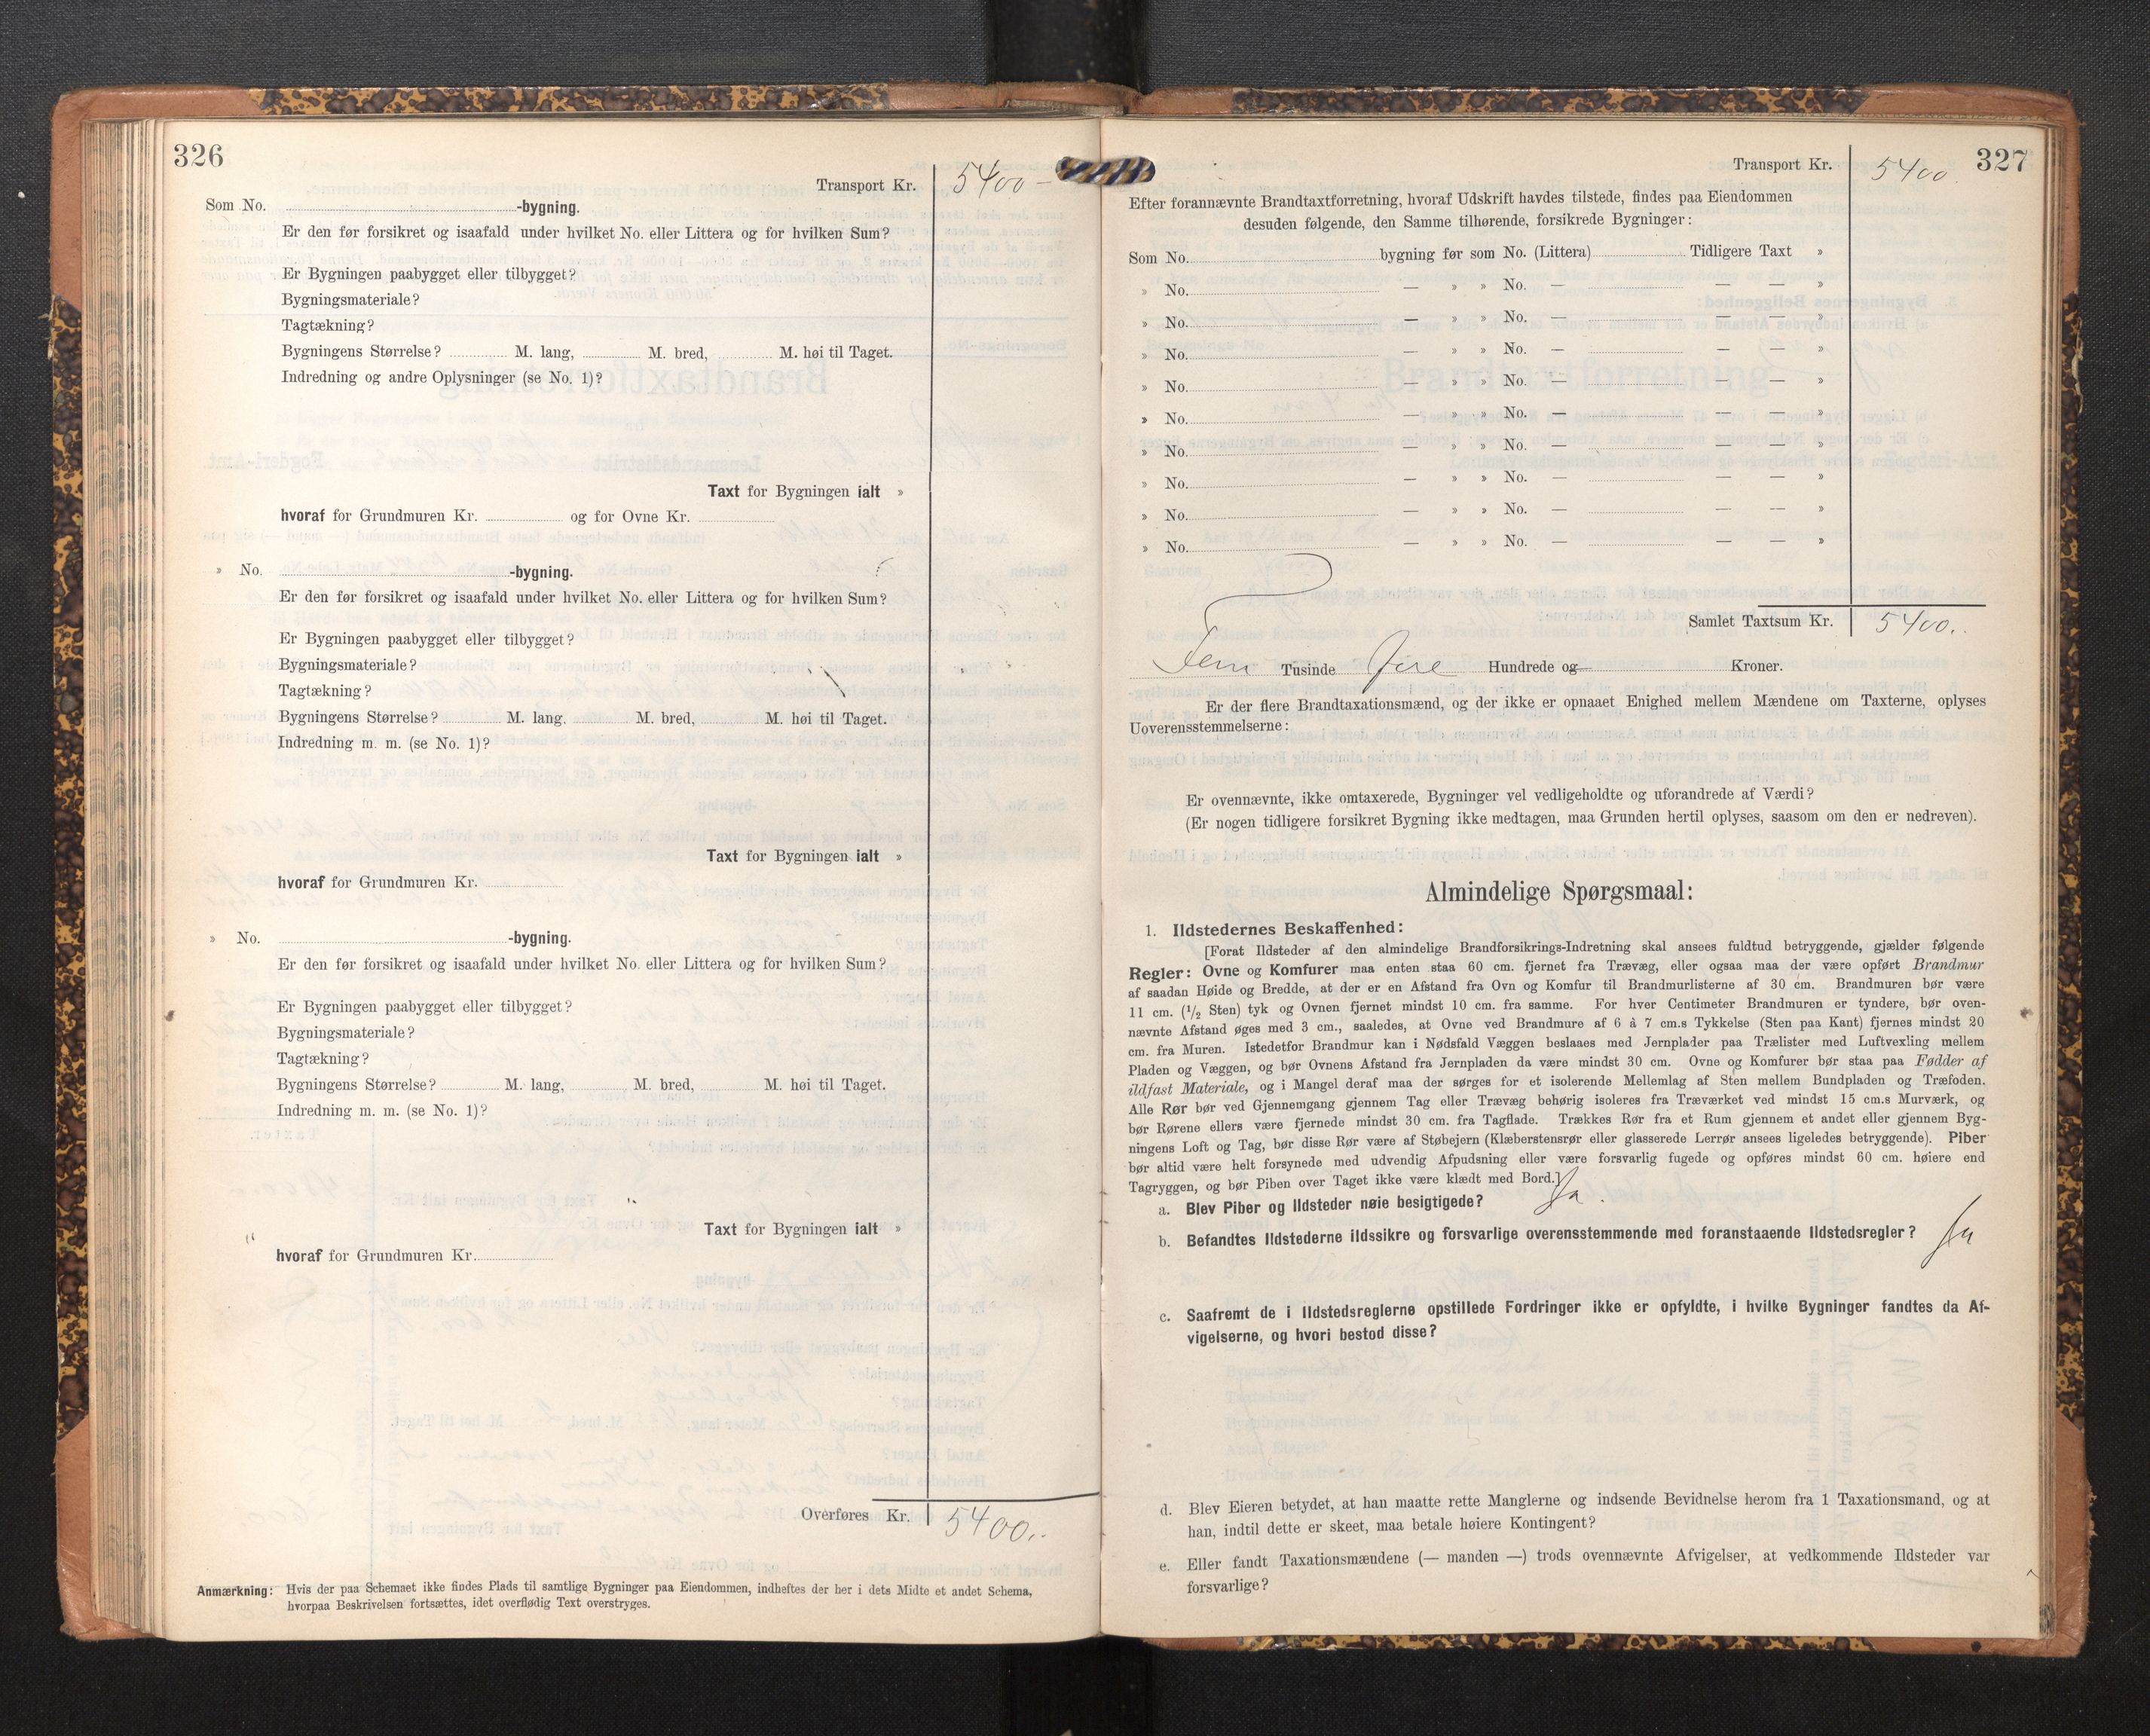 326
Transport Kr. 5400 -
Som No. -bygning.
Er den før forsikret og isaafald under hvilket No. eller Littera og for hvilken Sum?
Er Bygningen paabygget eller tilbygget?
Bygningsmateriale?
Tagtækning?
Bygningens Størrelse? M. lang, M. bred, M. høi til Taget.
Indredning og andre Oplysninger (se No. 1)?
Taxt for Bygningen ialt »
hvoraf for Grundmuren Kr. og for Ovne Kr.
» No. -bygning.
Er den før forsikret og isaafald under hvilket No. eller Littera og for hvilken Sum?
Er Bygningen paabygget eller tilbygget?
Bygningsmateriale?
Tagtækning?
Bygningens Størrelse? M. lang, M. bred, M. høi til Taget.
Indredning m. m. (se No. 1)?
Taxt for Bygningen ialt »
hvoraf for Grundmuren Kr.
» No. -bygning.
Er den før forsikret og isaafald under hvilket No. eller Littera og for hvilken Sum?
Er Bygningen paabygget eller tilbygget?
Bygningsmateriale?
Tagtækning?
Bygningens Størrelse? M. lang, M. bred, M. høi til Taget.
Indredning m. m. (se No. 1)?
Taxt for Bygningen ialt »
hvoraf for Grundmuren Kr.
Overføres Kr. 5400..
Anmærkning: Hvis der paa Schemaet ikke findes Plads til samtlige Bygninger paa Eiendommen, indheftes der her i dets Midte et andet Schema,
hvorpaa Beskrivelsen fortsættes, idet overflødig Text overstryges.
327
Transport Kr. 5400.
Efter forannævnte Brandtaxtforretning, hvoraf Udskrift havdes tilstede, findes paa Eiendommen
desuden følgende, den Samme tilhørende, forsikrede Bygninger:
Som No. bygning før som No. (Littera) Tidligere Taxt »
» No. — » » No. — — — »
» No. — » » No. — — — »
» No. — » » No. — — — »
» No. — » » No. — — — »
» No. — » » No. — — — »
» No. — » » No. — — — »
» No. — » » No. — — — »
» No. — » » No. — — — »
» No. — » » No. — — — »
Samlet Taxtsum Kr. 5400..
Fem Tusinde fire Hundrede og Kroner.
Er der flere Brandtaxationsmænd, og der ikke er opnaaet Enighed mellem Mændene om Taxterne, oplyses
Uoverensstemmelserne:
Er ovennævnte, ikke omtaxerede, Bygninger vel vedligeholdte og uforandrede af Værdi?
(Er nogen tidligere forsikret Bygning ikke medtagen, maa Grunden hertil oplyses, saasom om den er nedreven).
Almindelige Spørgsmaal:
1. Ildstedernes Beskaffenhed:
[Forat Ildsteder af den almindelige Brandforsikrings-Indretning skal ansees fuldtud betryggende, gjælder følgende
Regler: Ovne og Komfurer maa enten staa 60 cm. fjernet fra Trævæg, eller ogsaa maa der være opført Brandmur
af saadan Høide og Bredde, at der er en Afstand fra Ovn og Komfur til Brandmurlisterne af 30 cm. Brandmuren bør være
11 cm. (1/2 Sten) tyk og Ovnen fjernet mindst 10 cm. fra samme. For hver Centimeter Brandmuren er tyndere, bør oven-
nævnte Afstand øges med 3 cm., saaledes, at Ovne ved Brandmure af 6 à 7 cm.s Tykkelse (Sten paa Kant) fjernes mindst 20
cm. fra Muren. Istedetfor Brandmur kan i Nødsfald Væggen beslaaes med Jernplader paa Trælister med Luftvexling mellem
Pladen og Væggen, og bør Ovnens Afstand fra Jernpladen da være mindst 30 cm. Ovne og Komfurer bør staa paa Fødder af
ildfast Materiale, og i Mangel deraf maa der sørges for et isolerende Mellemlag af Sten mellem Bundpladen og Træfoden.
Alle Rør bør ved Gjennemgang gjennem Tag eller Trævæg behørig isoleres fra Træværket ved mindst 15 cm.s Murværk, og
bør Rørene ellers være fjernede mindst 30 cm. fra Tagflade. Trækkes Rør fra et Rum gjennem et andet eller gjennem Byg-
ningens Loft og Tag, bør disse Rør være af Støbejern (Klæberstensrør eller glasserede Lerrør ansees ligeledes betryggende). Piber
bør altid være helt forsynede med udvendig Afpudsning eller være forsvarlig fugede og opføres mindst 60 cm. høiere end
Tagryggen, og bør Piben over Taget ikke være klædt med Bord.]
a. Blev Piber og Ildsteder nøie besigtigede? Ja.
b. Befandtes Ildstederne ildssikre og forsvarlige overensstemmende med foranstaaende Ildstedsregler? Ja
c. Saafremt de i Ildstedsreglerne opstillede Fordringer ikke er opfyldte, i hvilke Bygninger fandtes da Af-
vigelserne, og hvori bestod disse?
d. Blev Eieren betydet, at han maatte rette Manglerne og indsende Bevidnelse herom fra 1 Taxationsmand, og at
han, indtil dette er skeet, maa betale høiere Kontingent?
e. Eller fandt Taxationsmændene (— manden —) trods ovennævnte Afvigelser, at vedkommende Ildsteder var
forsvarlige?